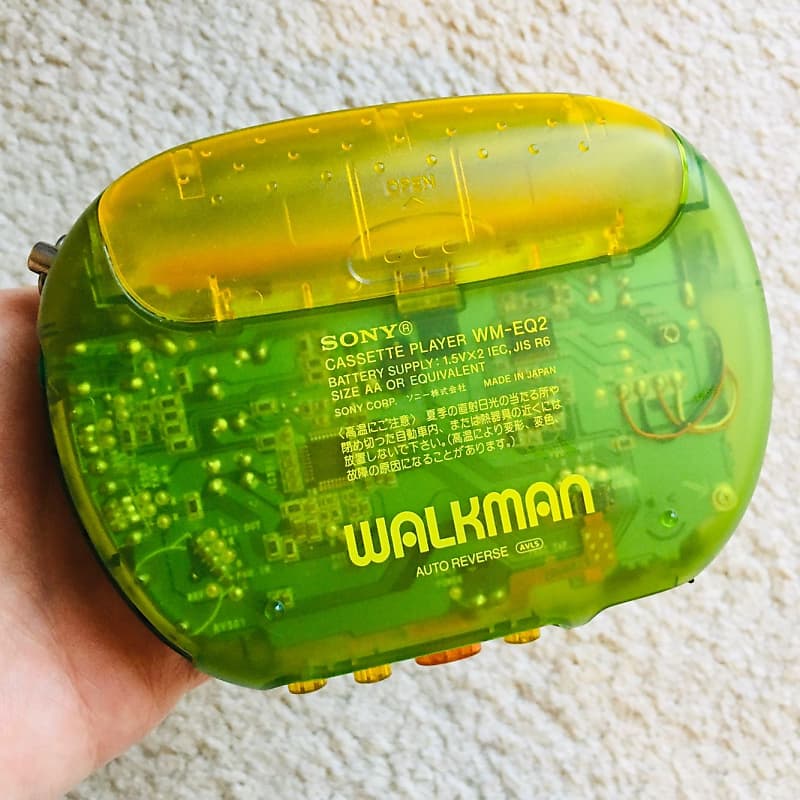 OPEN
SONY®
CASSETTE PLAYER WM-EQ2
BATTERY SUPPLY: 1.5V×2 IEC, JIS R6
SIZE AA OR EQUIVALENT
SONY CORP. ソニー株式会社 MADE IN JAPAN
〈高温にご注意〉 夏季の直射日光の当たる所や
閉め切った自動車内、または熱器具の近くには
放置しないで下さい。(高温により変形、変色、
故障の原因になることがあります。)
WALKMAN
AUTO REVERSE AVLS